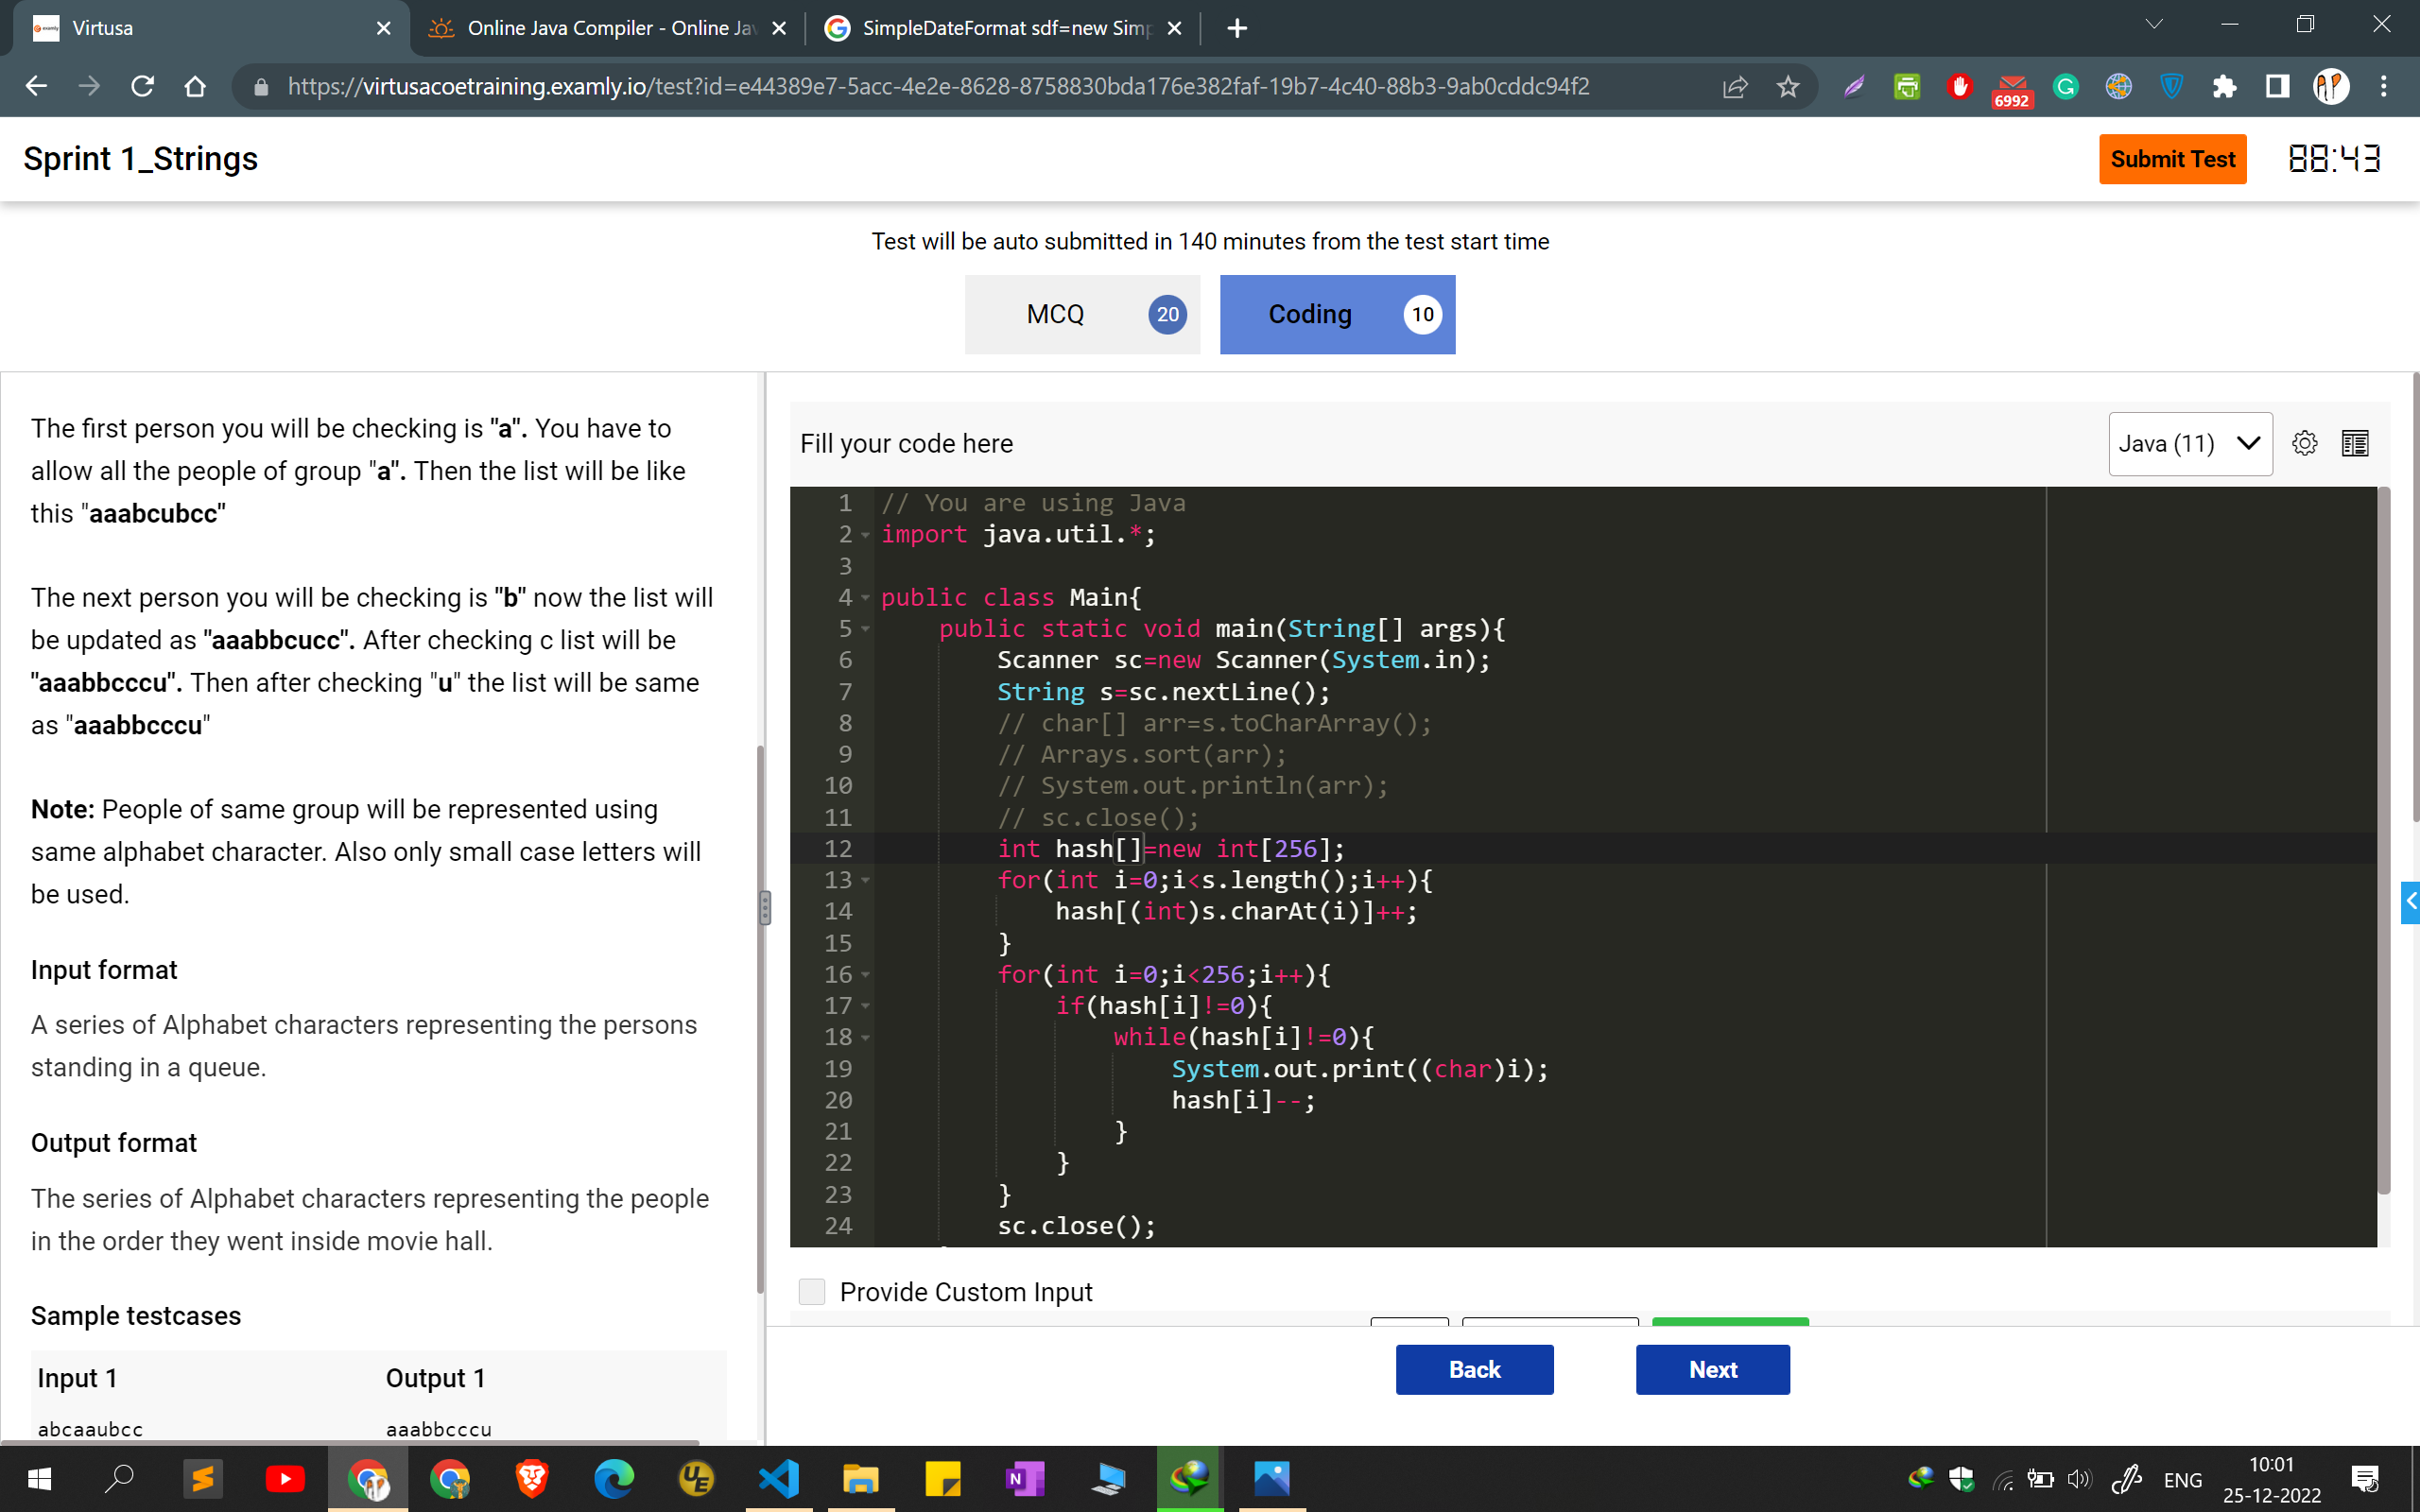 Virtusa
Online Java Compiler - Online Jav
SimpleDateFormat sdf=new Simp
https://virtusacoetraining.examly.io/test?id=e44389e7-5acc-4e2e-8628-8758830bda176e382faf-19b7-4c40-88b3-9ab0cddc94f2
6992
Sprint 1_Strings
Submit Test
88:43
Test will be auto submitted in 140 minutes from the test start time
MCQ 20
Coding 10
The first person you will be checking is "a". You have to
allow all the people of group "a". Then the list will be like
this "aaabcubcc"
The next person you will be checking is "b" now the list will
be updated as "aaabbcucc". After checking c list will be
"aaabbcccu". Then after checking "u" the list will be same
as "aaabbcccu"
Note: People of same group will be represented using
same alphabet character. Also only small case letters will
be used.
Input format
A series of Alphabet characters representing the persons
standing in a queue.
Output format
The series of Alphabet characters representing the people
in the order they went inside movie hall.
Sample testcases
Input 1 Output 1
abcaaubcc aaabbcccu
Fill your code here
Java (11)
1 // You are using Java
2 import java.util.*;
3
4 public class Main{
5 public static void main(String[] args){
6 Scanner sc=new Scanner(System.in);
7 String s=sc.nextLine();
8 // char[] arr=s.toCharArray();
9 // Arrays.sort(arr);
10 // System.out.println(arr);
11 // sc.close();
12 int hash[]=new int[256];
13 for(int i=0;i<s.length();i++){
14 hash[(int)s.charAt(i)]++;
15 }
16 for(int i=0;i<256;i++){
17 if(hash[i]!=0){
18 while(hash[i]!=0){
19 System.out.print((char)i);
20 hash[i]--;
21 }
22 }
23 }
24 sc.close();
Provide Custom Input
Back
Next
ENG
10:01
25-12-2022